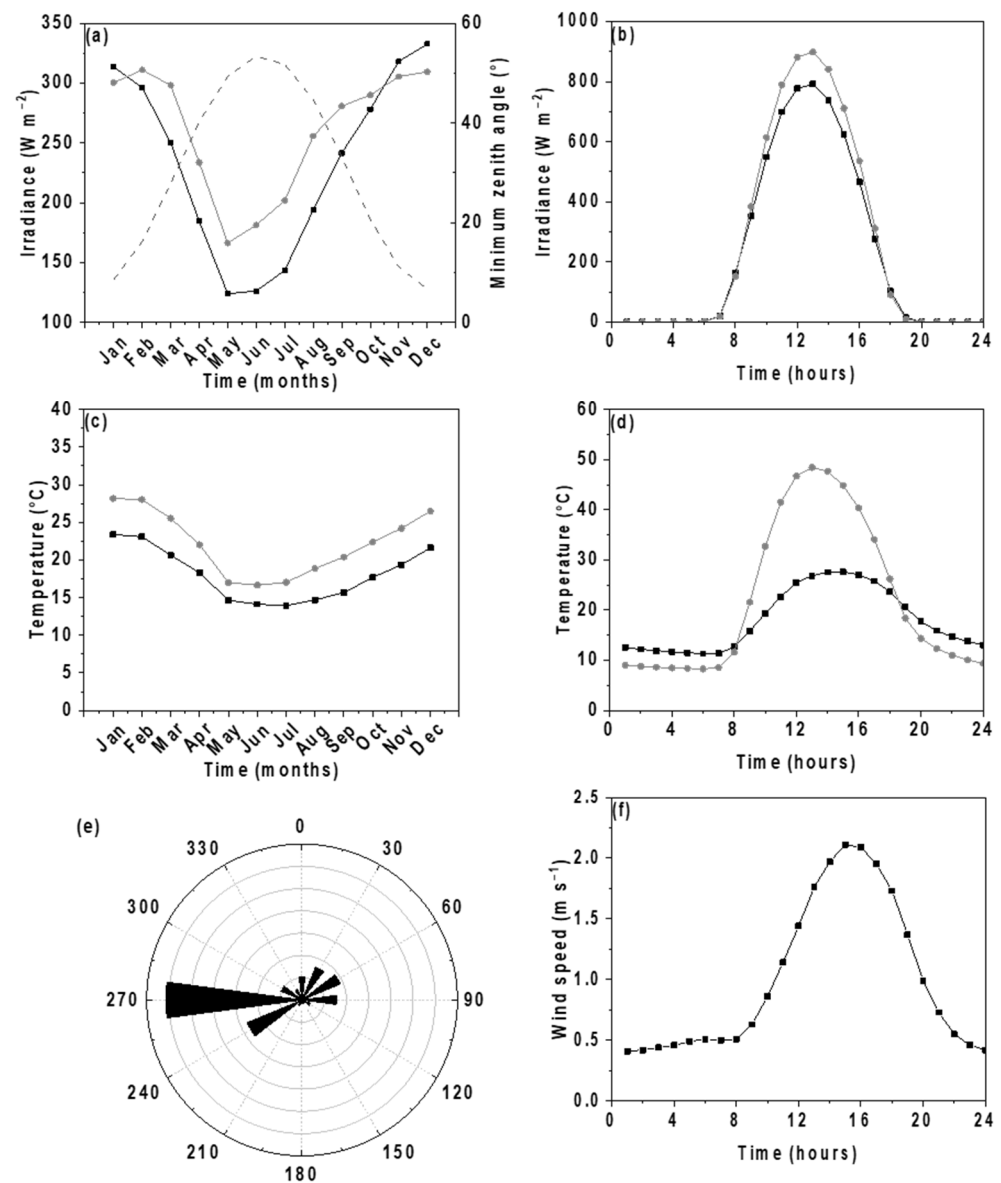 (a)
350
300
250
200
150
100
Irradiance (W m⁻²)
60
40
20
0
Minimum zenith angle (°)
Jan Feb Mar Apr May Jun Jul Aug Sep Oct Nov Dec
Time (months)
(b)
1000
800
600
400
200
0
Irradiance (W m⁻²)
0 4 8 12 16 20 24
Time (hours)
(c)
40
35
30
25
20
15
10
5
0
Temperature (°C)
Jan Feb Mar Apr May Jun Jul Aug Sep Oct Nov Dec
Time (months)
(d)
60
50
40
30
20
10
0
Temperature (°C)
0 4 8 12 16 20 24
Time (hours)
(e)
0
30
60
90
120
150
180
210
240
270
300
330
(f)
2.5
2.0
1.5
1.0
0.5
0.0
Wind speed (m s⁻¹)
0 4 8 12 16 20 24
Time (hours)